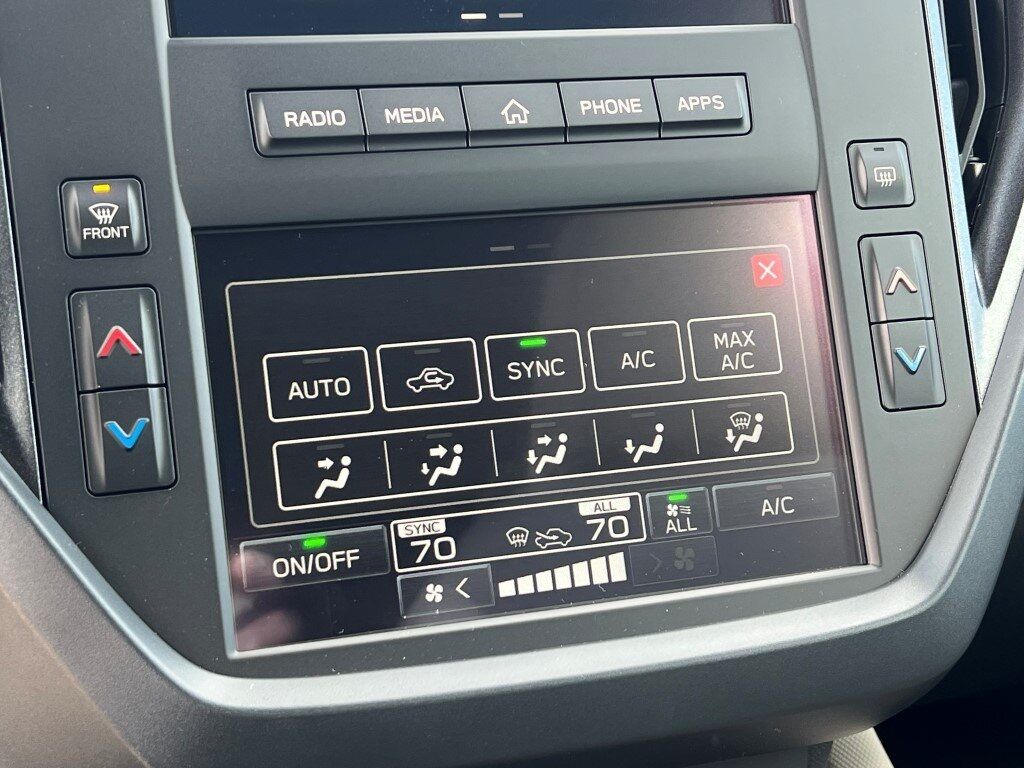 RADIO MEDIA PHONE APPS
FRONT
AUTO SYNC A/C MAX A/C
SYNC ALL
ON/OFF 70 70 ALL A/C